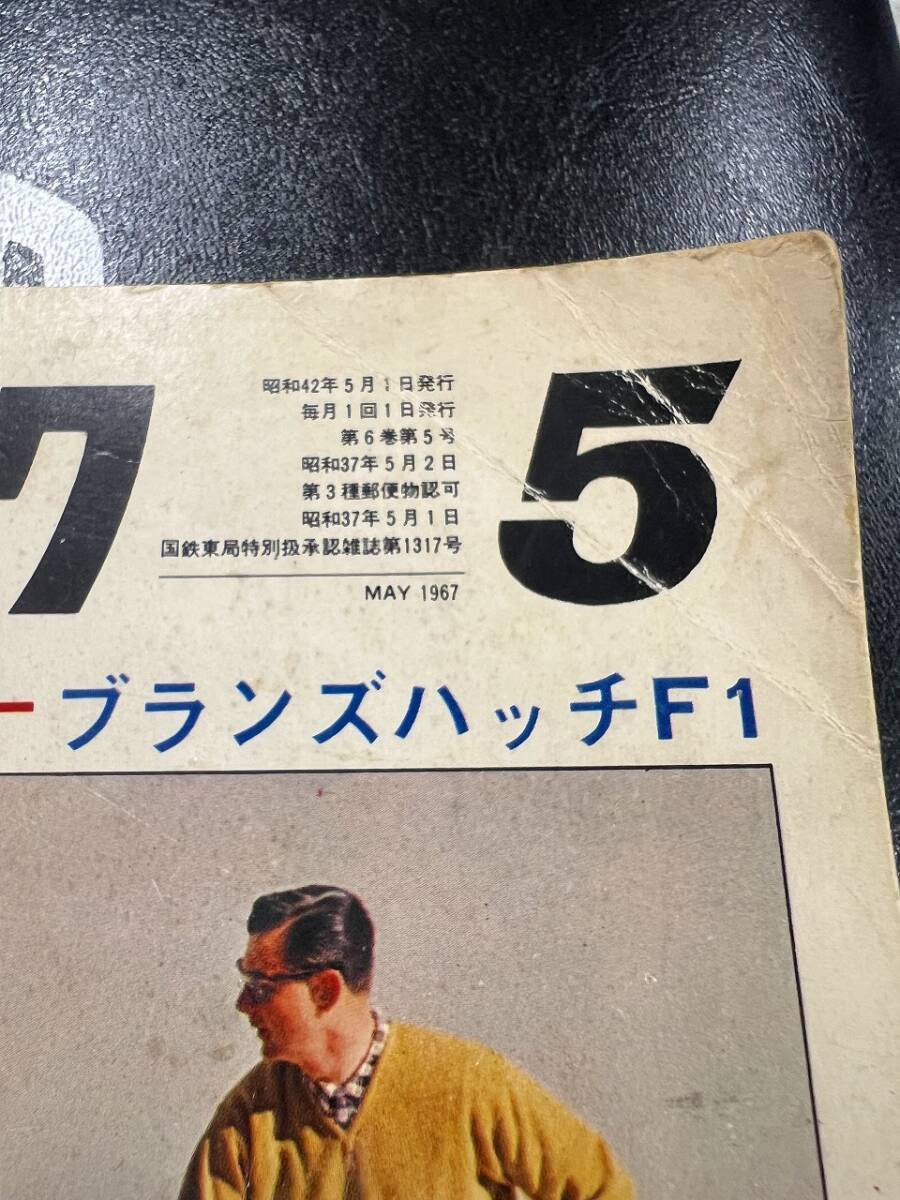 ク
昭和42年5月1日発行
毎月1回1日発行
第6巻第5号
昭和37年5月2日
第3種郵便物認可
昭和37年5月1日
国鉄東局特別扱承認雑誌第1317号
MAY 1967
5
ーブランズハッチF1